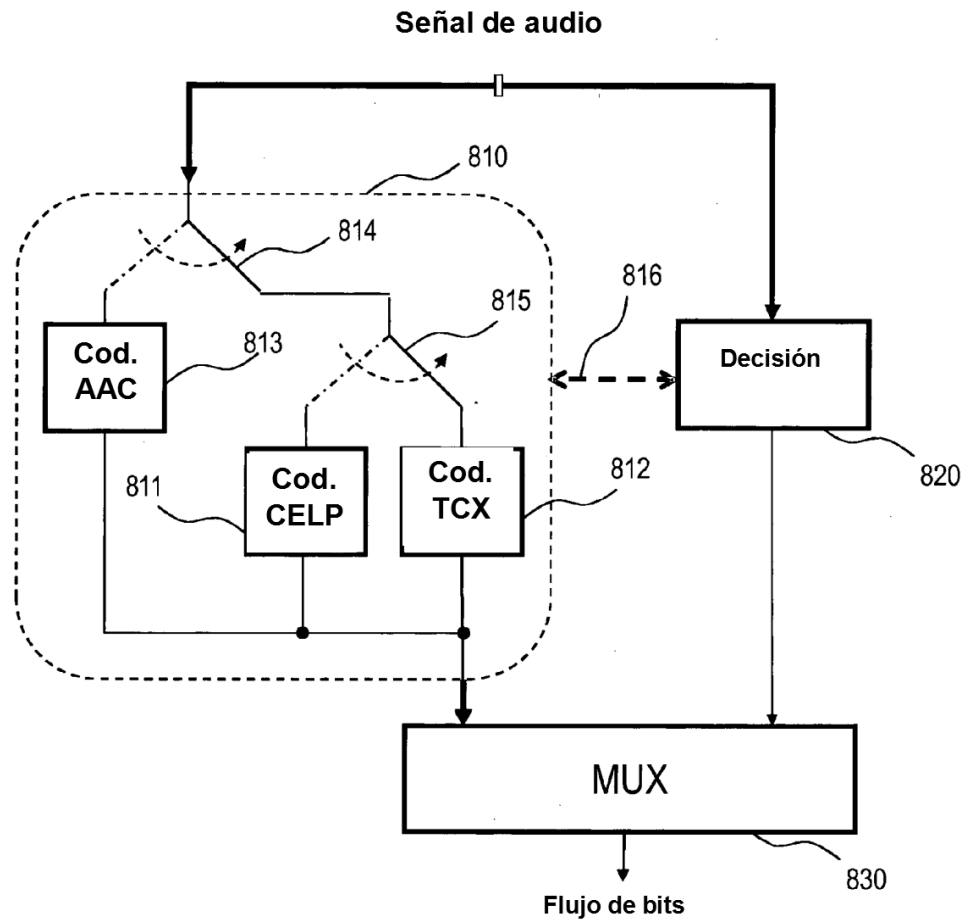 Señal de audio
810
814
816
815
Cod.
AAC
813
Decisión
811
Cod.
CELP
Cod.
TCX
812
820
MUX
830
Flujo de bits